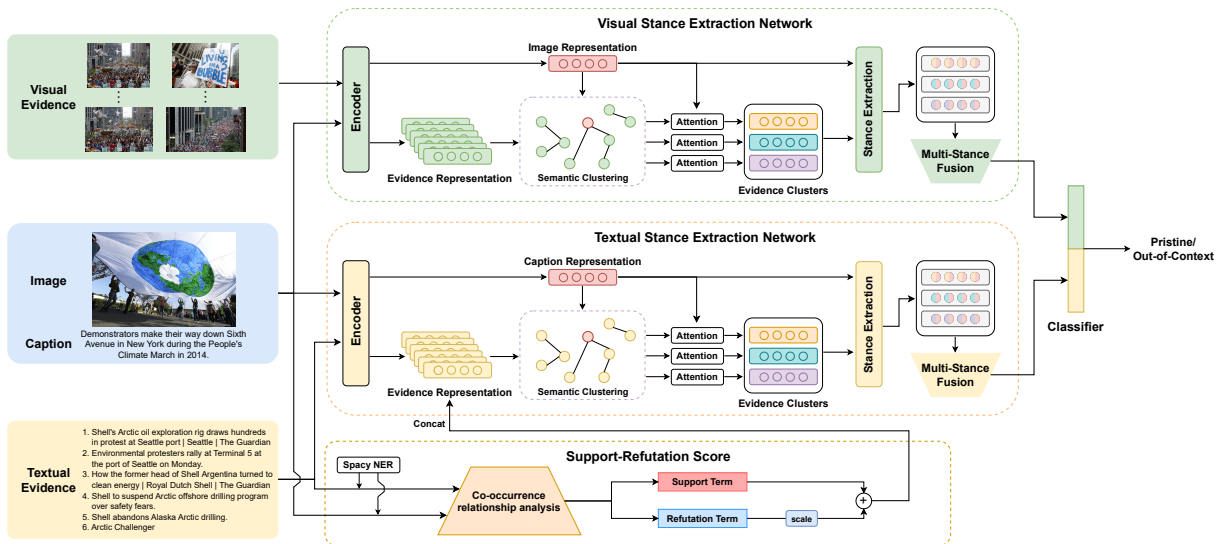 Visual Stance Extraction Network
Visual
Evidence
LIVING
IN A
BUBBLE
Encoder
Image Representation
Evidence Representation
Semantic Clustering
Attention
Attention
Attention
Evidence Clusters
Stance Extraction
Multi-Stance
Fusion
Image
Caption
Demonstrators make their way down Sixth
Avenue in New York during the People's
Climate March in 2014.
Textual Stance Extraction Network
Encoder
Caption Representation
Evidence Representation
Semantic Clustering
Attention
Attention
Attention
Evidence Clusters
Stance Extraction
Multi-Stance
Fusion
Classifier
Pristine/
Out-of-Context
Concat
Textual
Evidence
1. Shell's Arctic oil exploration rig draws hundreds
in protest at Seattle port | Seattle | The Guardian
2. Environmental protesters rally at Terminal 5 at
the port of Seattle on Monday.
3. How the former head of Shell Argentina turned to
clean energy | Royal Dutch Shell | The Guardian
4. Shell to suspend Arctic offshore drilling program
over safety fears.
5. Shell abandons Alaska Arctic drilling.
6. Arctic Challenger
Support-Refutation Score
Spacy NER
Co-occurrence
relationship analysis
Support Term
Refutation Term
scale
+